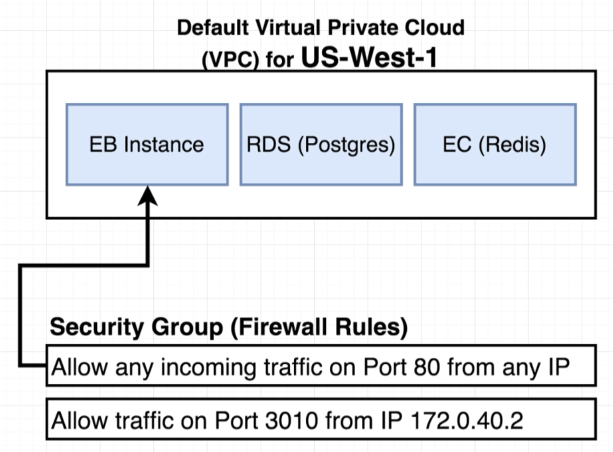 Default Virtual Private Cloud
(VPC) for US-West-1
EB Instance
RDS (Postgres)
EC (Redis)
Security Group (Firewall Rules)
Allow any incoming traffic on Port 80 from any IP
Allow traffic on Port 3010 from IP 172.0.40.2